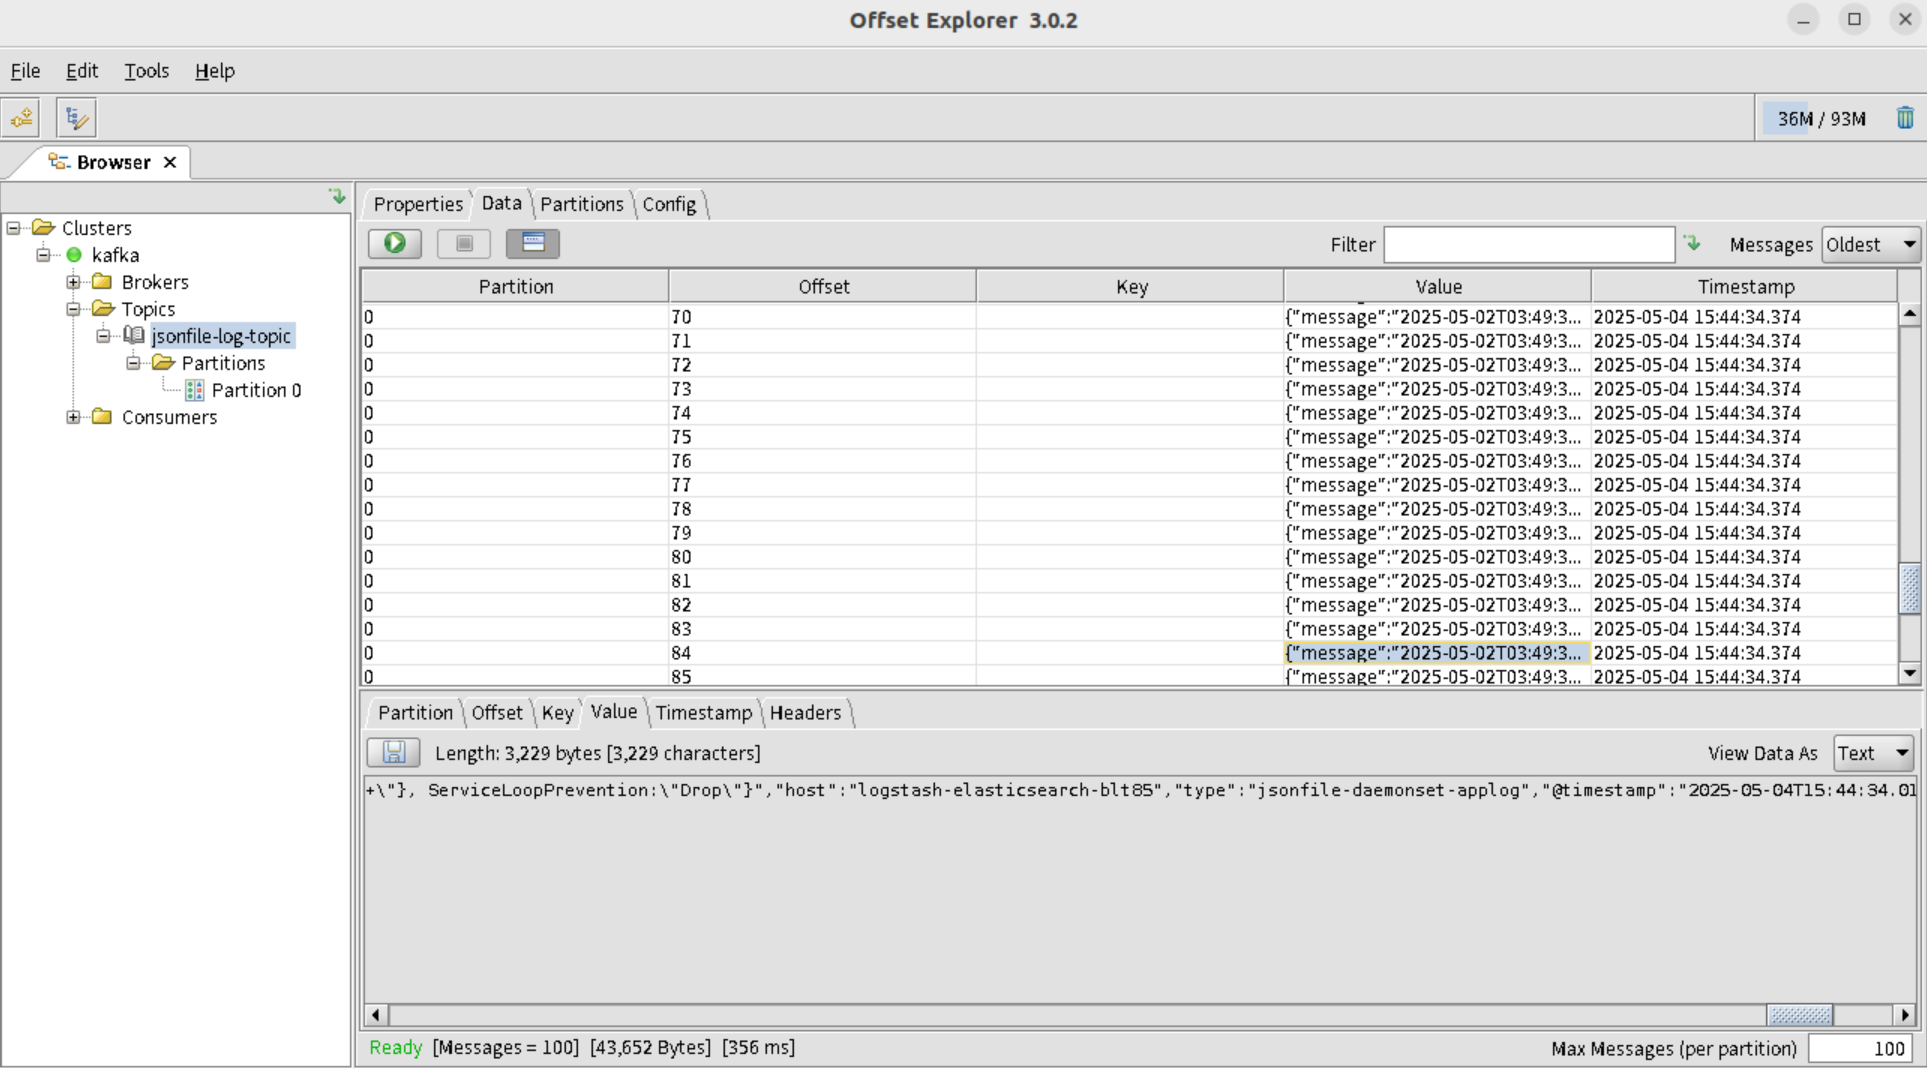 Offset Explorer  3.0.2
File Edit Tools Help
36M / 93M
Browser
Clusters
kafka
Brokers
Topics
jsonfile-log-topic
Partitions
Partition 0
Consumers
Properties Data Partitions Config
Filter Messages Oldest
Partition Offset Key Value Timestamp
0 70 {"message":"2025-05-02T03:49:3... 2025-05-04 15:44:34.374
0 71 {"message":"2025-05-02T03:49:3... 2025-05-04 15:44:34.374
0 72 {"message":"2025-05-02T03:49:3... 2025-05-04 15:44:34.374
0 73 {"message":"2025-05-02T03:49:3... 2025-05-04 15:44:34.374
0 74 {"message":"2025-05-02T03:49:3... 2025-05-04 15:44:34.374
0 75 {"message":"2025-05-02T03:49:3... 2025-05-04 15:44:34.374
0 76 {"message":"2025-05-02T03:49:3... 2025-05-04 15:44:34.374
0 77 {"message":"2025-05-02T03:49:3... 2025-05-04 15:44:34.374
0 78 {"message":"2025-05-02T03:49:3... 2025-05-04 15:44:34.374
0 79 {"message":"2025-05-02T03:49:3... 2025-05-04 15:44:34.374
0 80 {"message":"2025-05-02T03:49:3... 2025-05-04 15:44:34.374
0 81 {"message":"2025-05-02T03:49:3... 2025-05-04 15:44:34.374
0 82 {"message":"2025-05-02T03:49:3... 2025-05-04 15:44:34.374
0 83 {"message":"2025-05-02T03:49:3... 2025-05-04 15:44:34.374
0 84 {"message":"2025-05-02T03:49:3... 2025-05-04 15:44:34.374
0 85 {"message":"2025-05-02T03:49:3... 2025-05-04 15:44:34.374
Partition Offset Key Value Timestamp Headers
Length: 3,229 bytes [3,229 characters] View Data As Text
+\"}, ServiceLoopPrevention:\"Drop\"}","host":"logstash-elasticsearch-blt85","type":"jsonfile-daemonset-applog","@timestamp":"2025-05-04T15:44:34.01
Ready [Messages = 100] [43,652 Bytes] [356 ms] Max Messages (per partition) 100